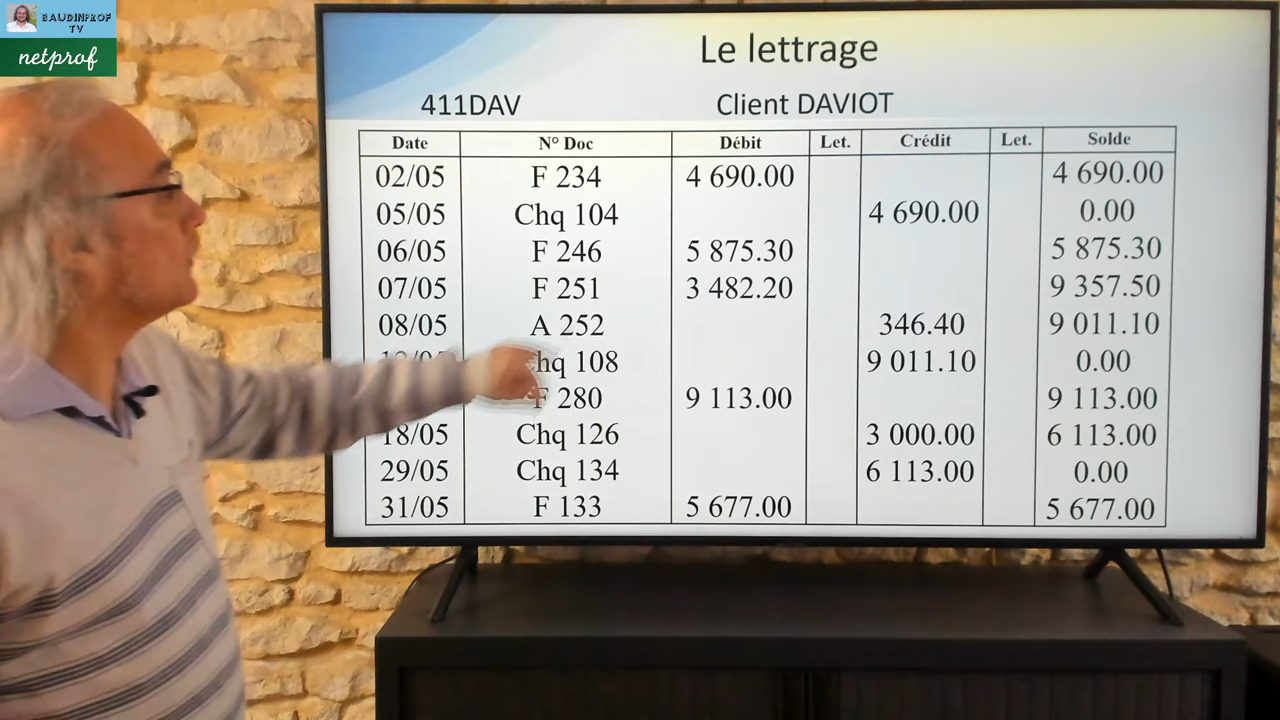 BAUDINPROF
TV
netprof
Le lettrage
411DAV Client DAVIOT
Date N° Doc Débit Let. Crédit Let. Solde
02/05 F 234 4 690.00 4 690.00
05/05 Chq 104 4 690.00 0.00
06/05 F 246 5 875.30 5 875.30
07/05 F 251 3 482.20 9 357.50
08/05 A 252 346.40 9 011.10
Chq 108 9 011.10 0.00
F 280 9 113.00 9 113.00
18/05 Chq 126 3 000.00 6 113.00
29/05 Chq 134 6 113.00 0.00
31/05 F 133 5 677.00 5 677.00